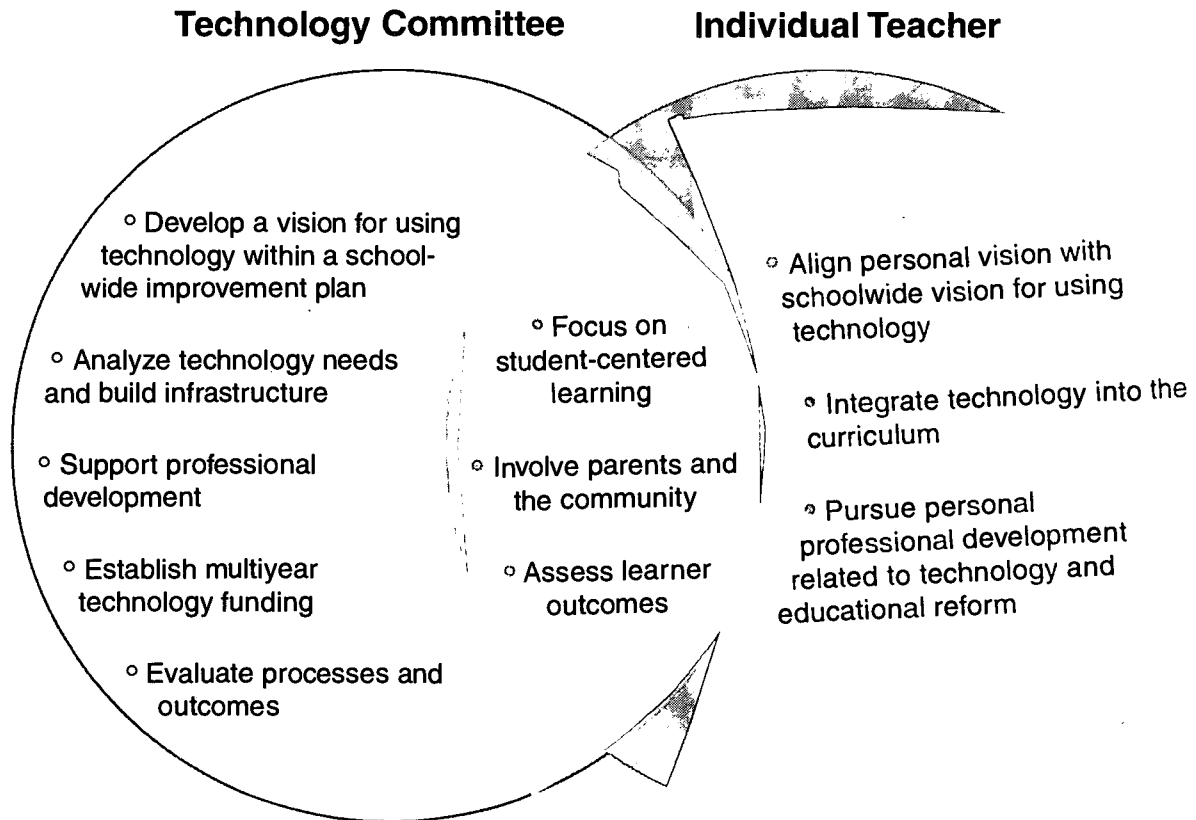 Technology Committee
Individual Teacher
° Develop a vision for using
technology within a school-
wide improvement plan
° Analyze technology needs
and build infrastructure
° Support professional
development
° Establish multiyear
technology funding
° Evaluate processes and
outcomes
° Focus on
student-centered
learning
° Involve parents and
the community
° Assess learner
outcomes
° Align personal vision with
schoolwide vision for using
technology
° Integrate technology into the
curriculum
° Pursue personal
professional development
related to technology and
educational reform